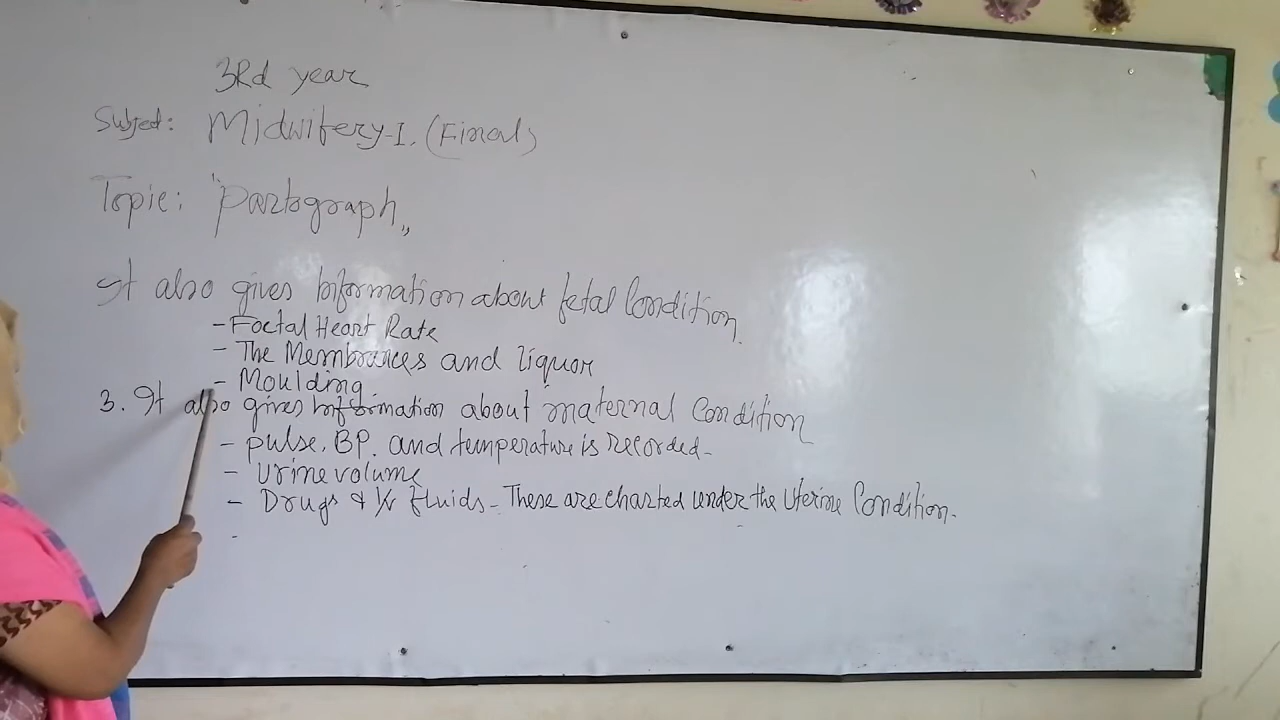 3Rd year
Subject: Midwifery-I. (Final)
Topic: "Partograph„
It also gives Information about fetal Condition.
- Foetal Heart Rate
- The Membranes and liquor
- Moulding
3. It also gives information about maternal Condition
- pulse, BP. and temperature is recorded-
- Urine volume
- Drugs & I/V fluids - These are charted under the Uterine Condition.
-